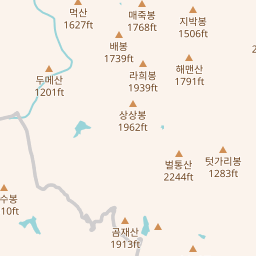 먹산
1627ft
매죽봉
1768ft
지박봉
1506ft
배봉
1739ft
두메산
1201ft
라희봉
1939ft
해맨산
1791ft
상상봉
1962ft
벌통산
2244ft
텃가리봉
1283ft
수봉
10ft
곰재산
1913ft